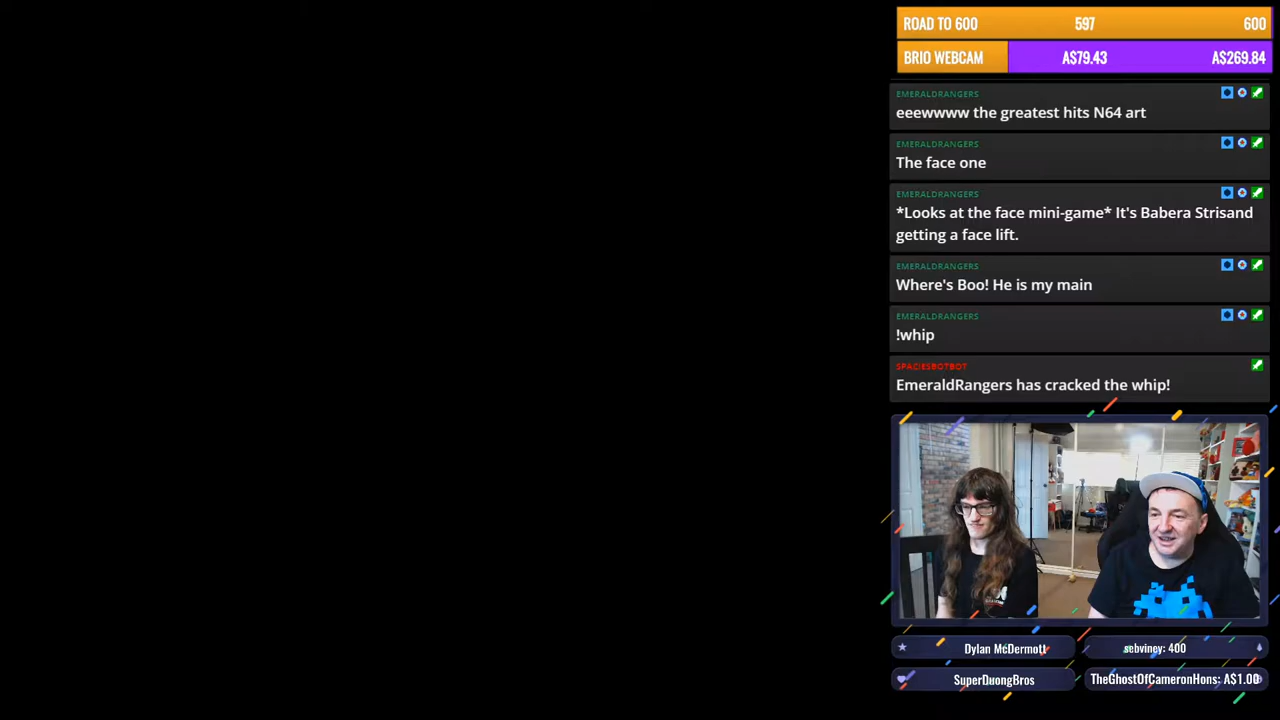 ROAD TO 600 597 600
BRIO WEBCAM A$79.43 A$269.84
EMERALDRANGERS
eeewwww the greatest hits N64 art
EMERALDRANGERS
The face one
EMERALDRANGERS
*Looks at the face mini-game* It's Babera Strisand
getting a face lift.
EMERALDRANGERS
Where's Boo! He is my main
EMERALDRANGERS
!whip
SPACIESBOTBOT
EmeraldRangers has cracked the whip!
Dylan McDermott sebviney: 400
SuperDuongBros TheGhostOfCameronHons: A$1.00